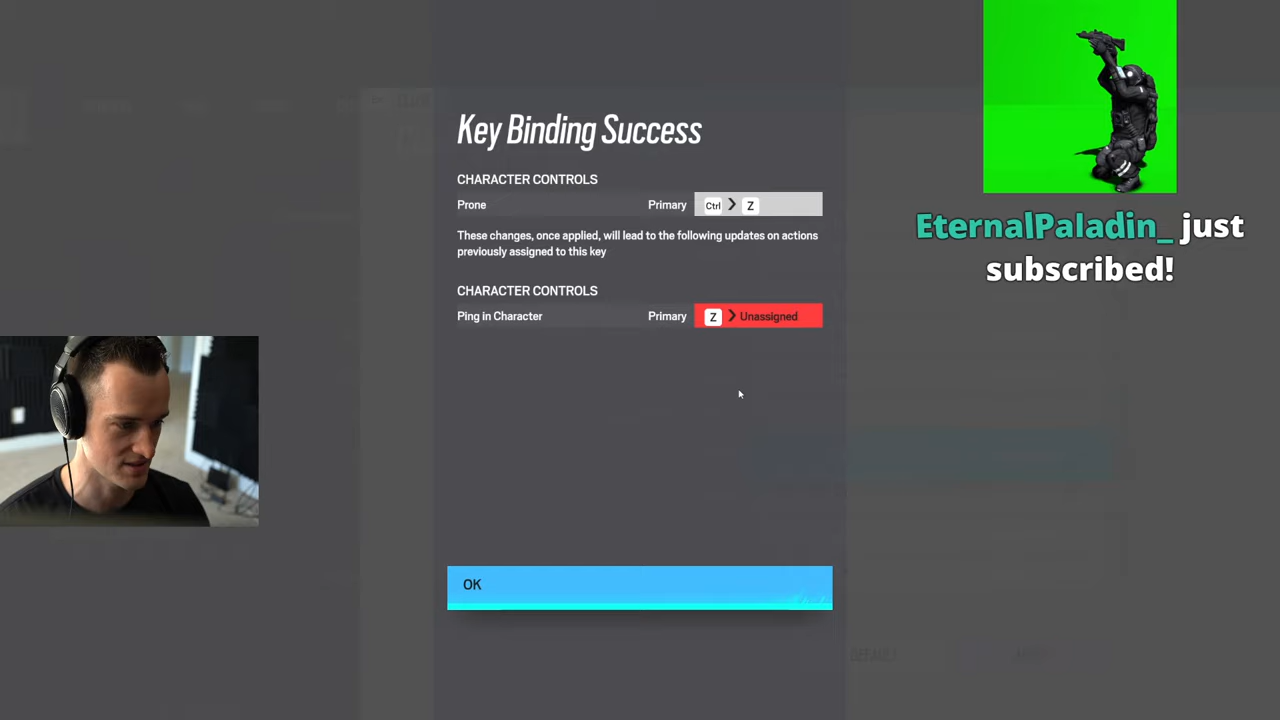 Key Binding Success
CHARACTER CONTROLS
Prone Primary Ctrl > Z
These changes, once applied, will lead to the following updates on actions
previously assigned to this key
CHARACTER CONTROLS
Ping in Character Primary Z > Unassigned
OK
EternalPaladin_ just
subscribed!